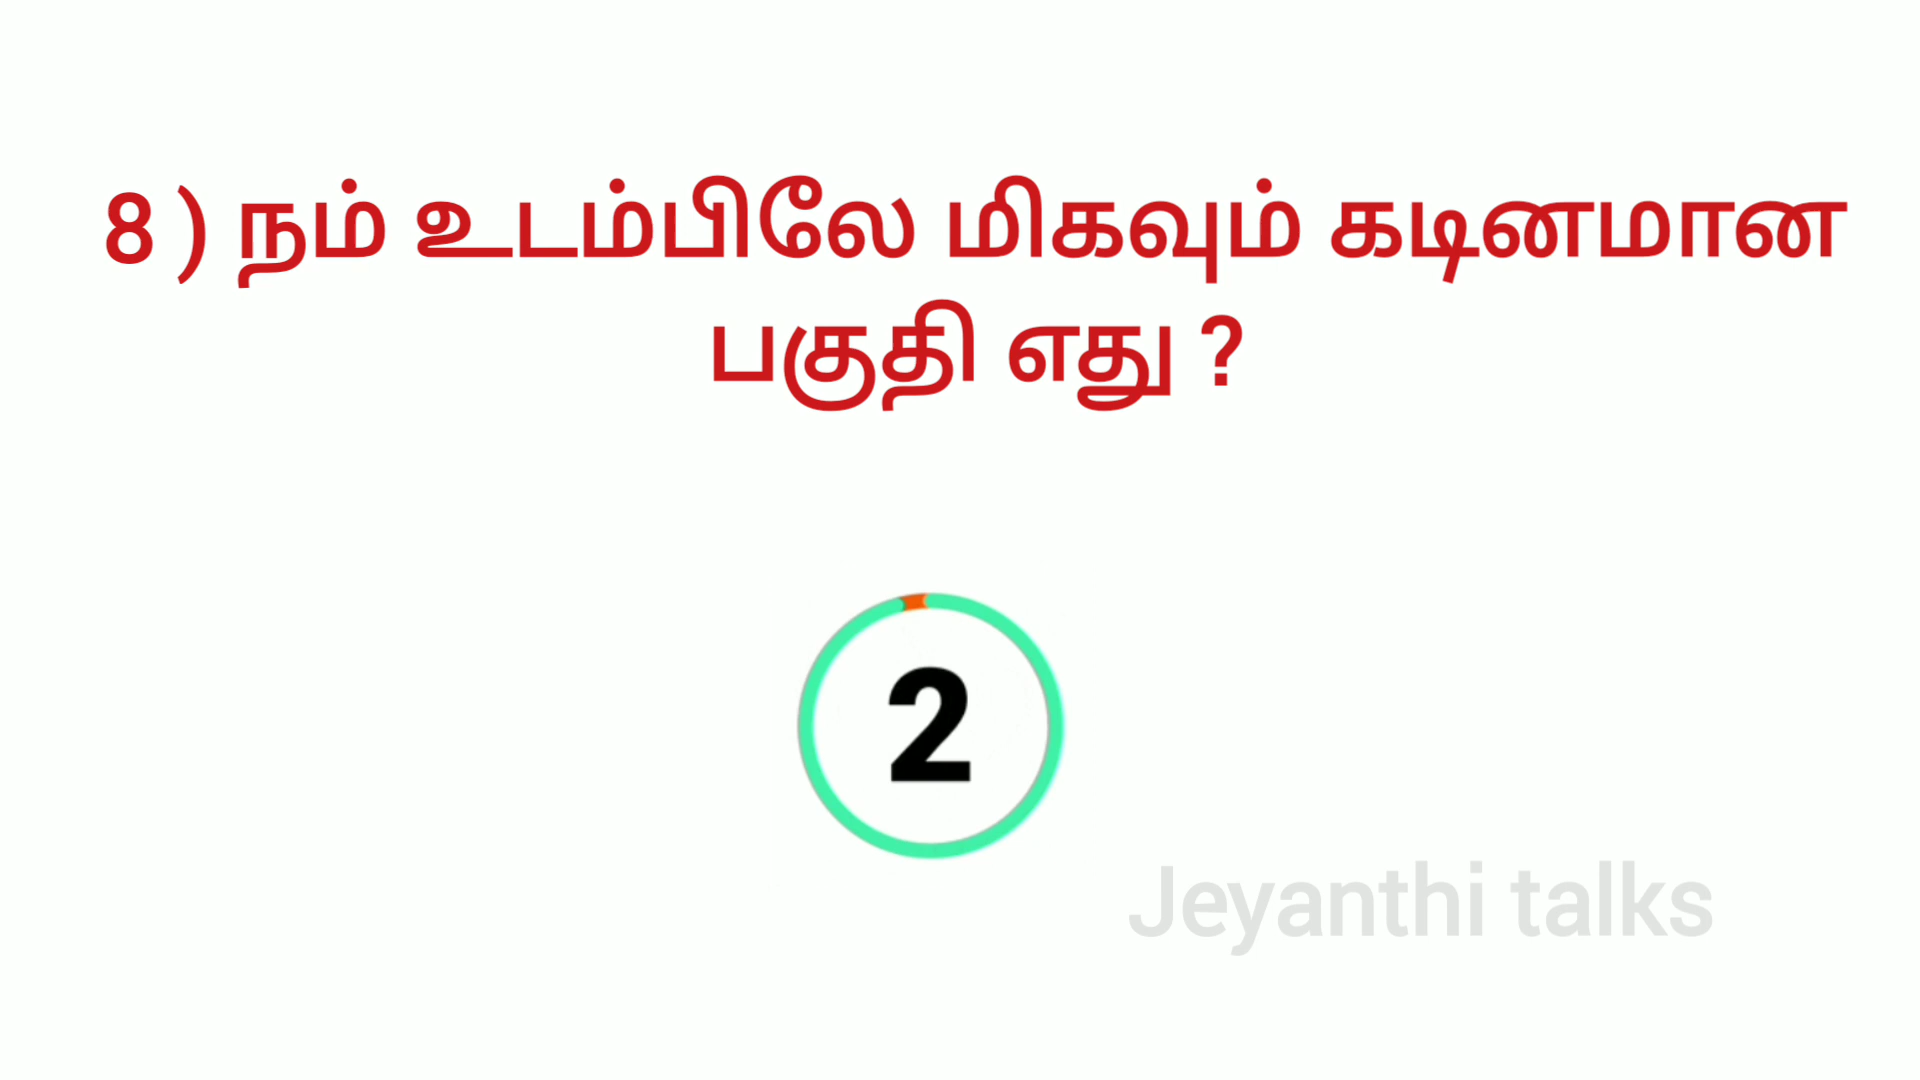 8 ) நம் உடம்பிலே மிகவும் கடினமான
பகுதி எது ?
2
Jeyanthi talks